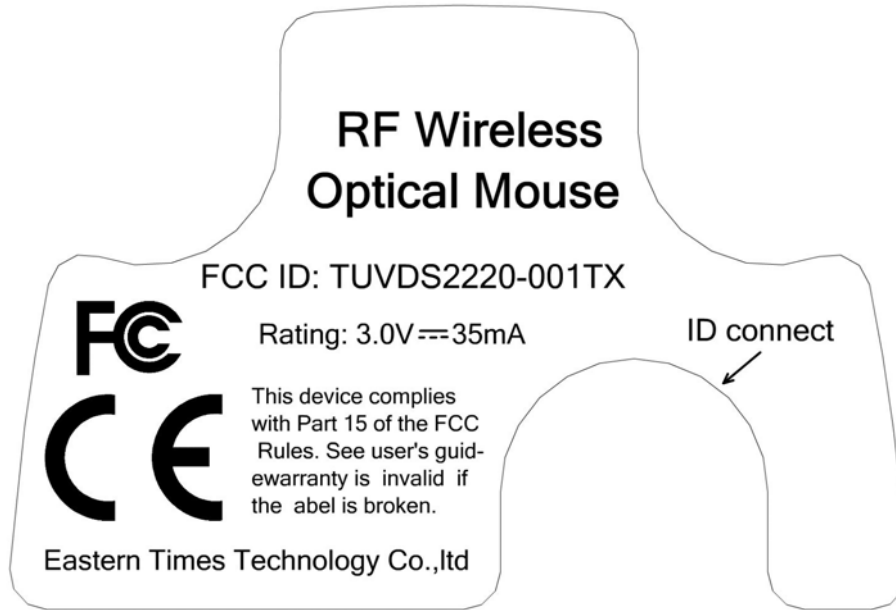 RF Wireless
Optical Mouse
FCC ID: TUVDS2220-001TX
FC
Rating: 3.0V⎓35mA
ID connect
CE
This device complies
with Part 15 of the FCC
Rules. See user's guid-
ewarranty is invalid if
the abel is broken.
Eastern Times Technology Co.,ltd